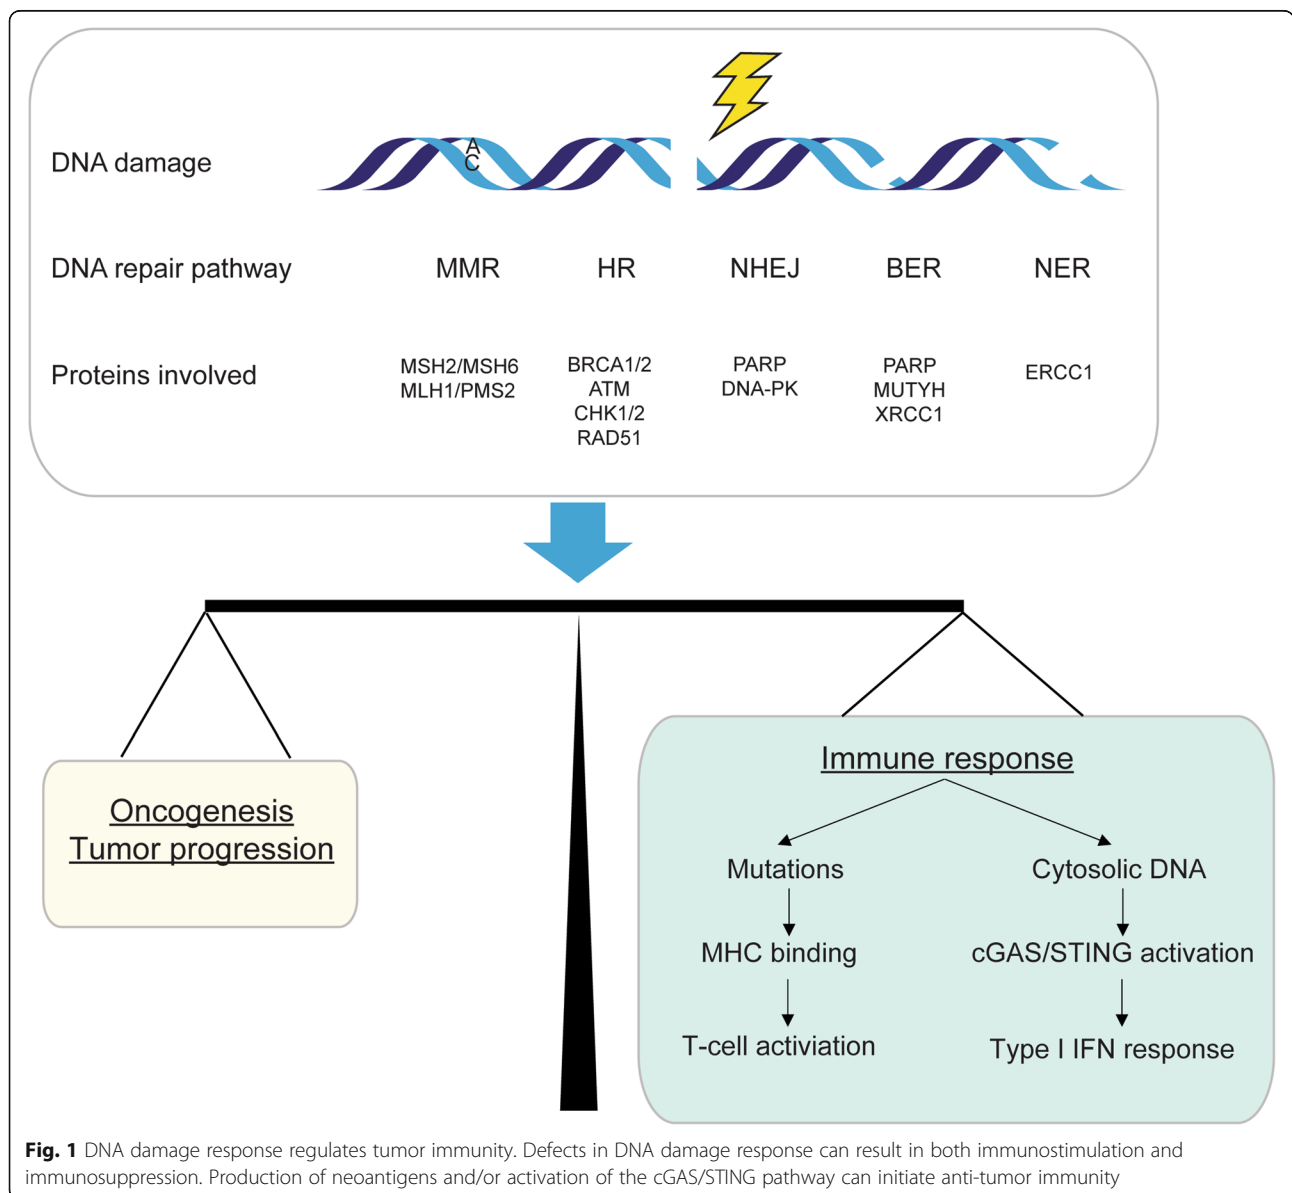 DNA damage
A
C
DNA repair pathway MMR HR NHEJ BER NER
Proteins involved
MSH2/MSH6
MLH1/PMS2
BRCA1/2
ATM
CHK1/2
RAD51
PARP
DNA-PK
PARP
MUTYH
XRCC1
ERCC1
Oncogenesis
Tumor progression
Immune response
Mutations
MHC binding
T-cell activiation
Cytosolic DNA
cGAS/STING activation
Type I IFN response
Fig. 1 DNA damage response regulates tumor immunity. Defects in DNA damage response can result in both immunostimulation and
immunosuppression. Production of neoantigens and/or activation of the cGAS/STING pathway can initiate anti-tumor immunity